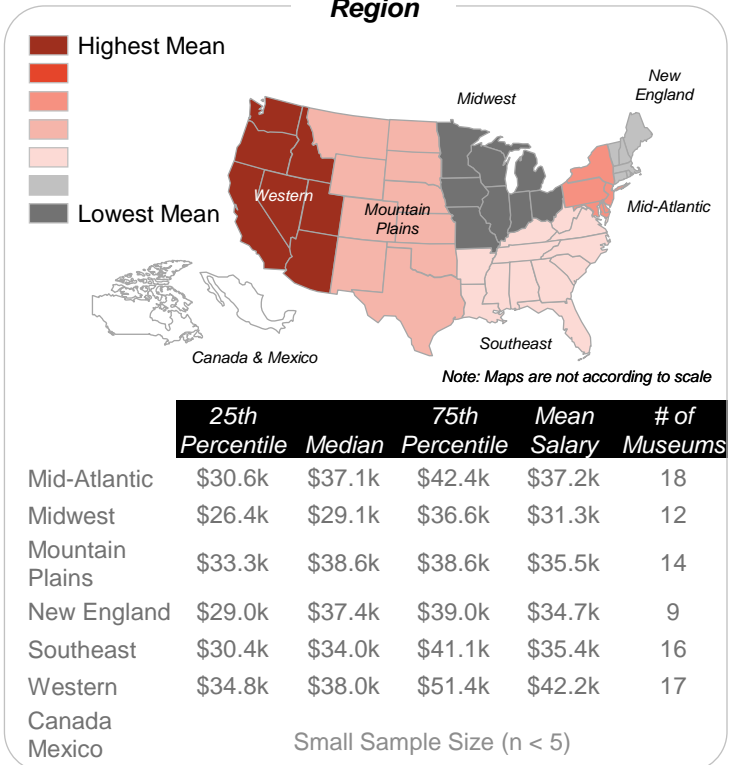 Region
Highest Mean
Lowest Mean
New
England
Midwest
Western
Mountain
Plains
Mid-Atlantic
Southeast
Canada & Mexico
Note: Maps are not according to scale
25th 75th Mean # of
Percentile Median Percentile Salary Museums
Mid-Atlantic $30.6k $37.1k $42.4k $37.2k 18
Midwest $26.4k $29.1k $36.6k $31.3k 12
Mountain
Plains $33.3k $38.6k $38.6k $35.5k 14
New England $29.0k $37.4k $39.0k $34.7k 9
Southeast $30.4k $34.0k $41.1k $35.4k 16
Western $34.8k $38.0k $51.4k $42.2k 17
Canada
Mexico Small Sample Size (n < 5)